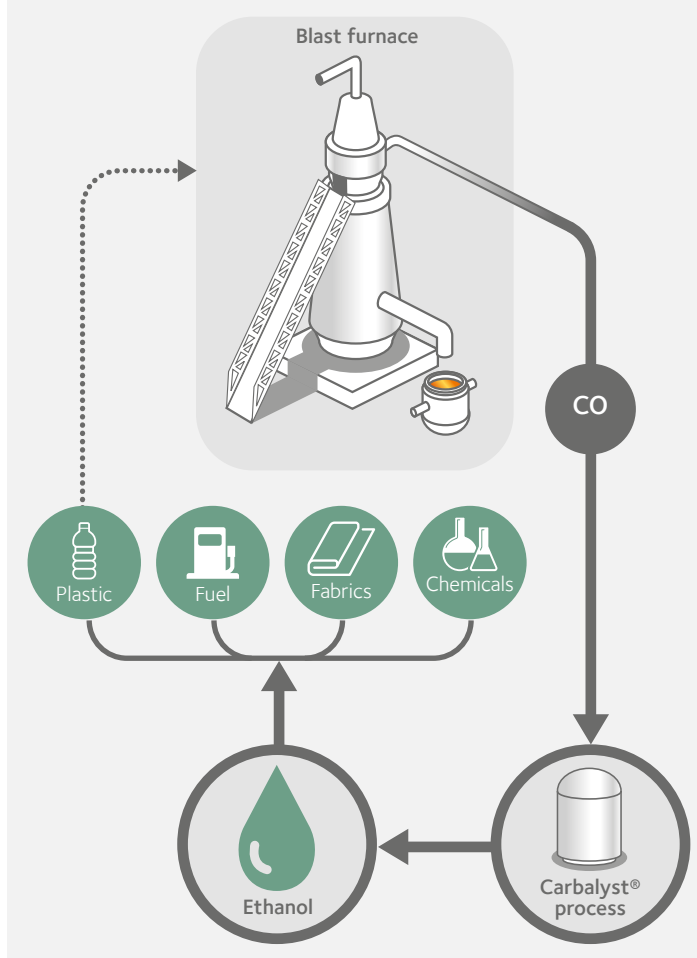 Blast furnace
CO
Plastic
Fuel
Fabrics
Chemicals
Ethanol
Carbalyst®
process